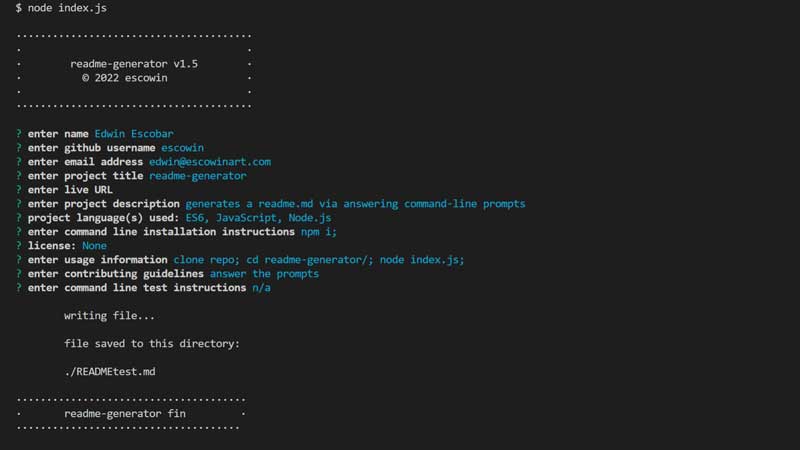 $ node index.js
·······································
·                                     ·
·        readme-generator v1.5        ·
·          © 2022 escowin             ·
·                                     ·
·······································
? enter name Edwin Escobar
? enter github username escowin
? enter email address edwin@escowinart.com
? enter project title readme-generator
? enter live URL
? enter project description generates a readme.md via answering command-line prompts
? project language(s) used: ES6, JavaScript, Node.js
? enter command line installation instructions npm i;
? license: None
? enter usage information clone repo; cd readme-generator/; node index.js;
? enter contributing guidelines answer the prompts
? enter command line test instructions n/a
writing file...
file saved to this directory:
./READMEtest.md
······································
·       readme-generator fin         ·
·····································